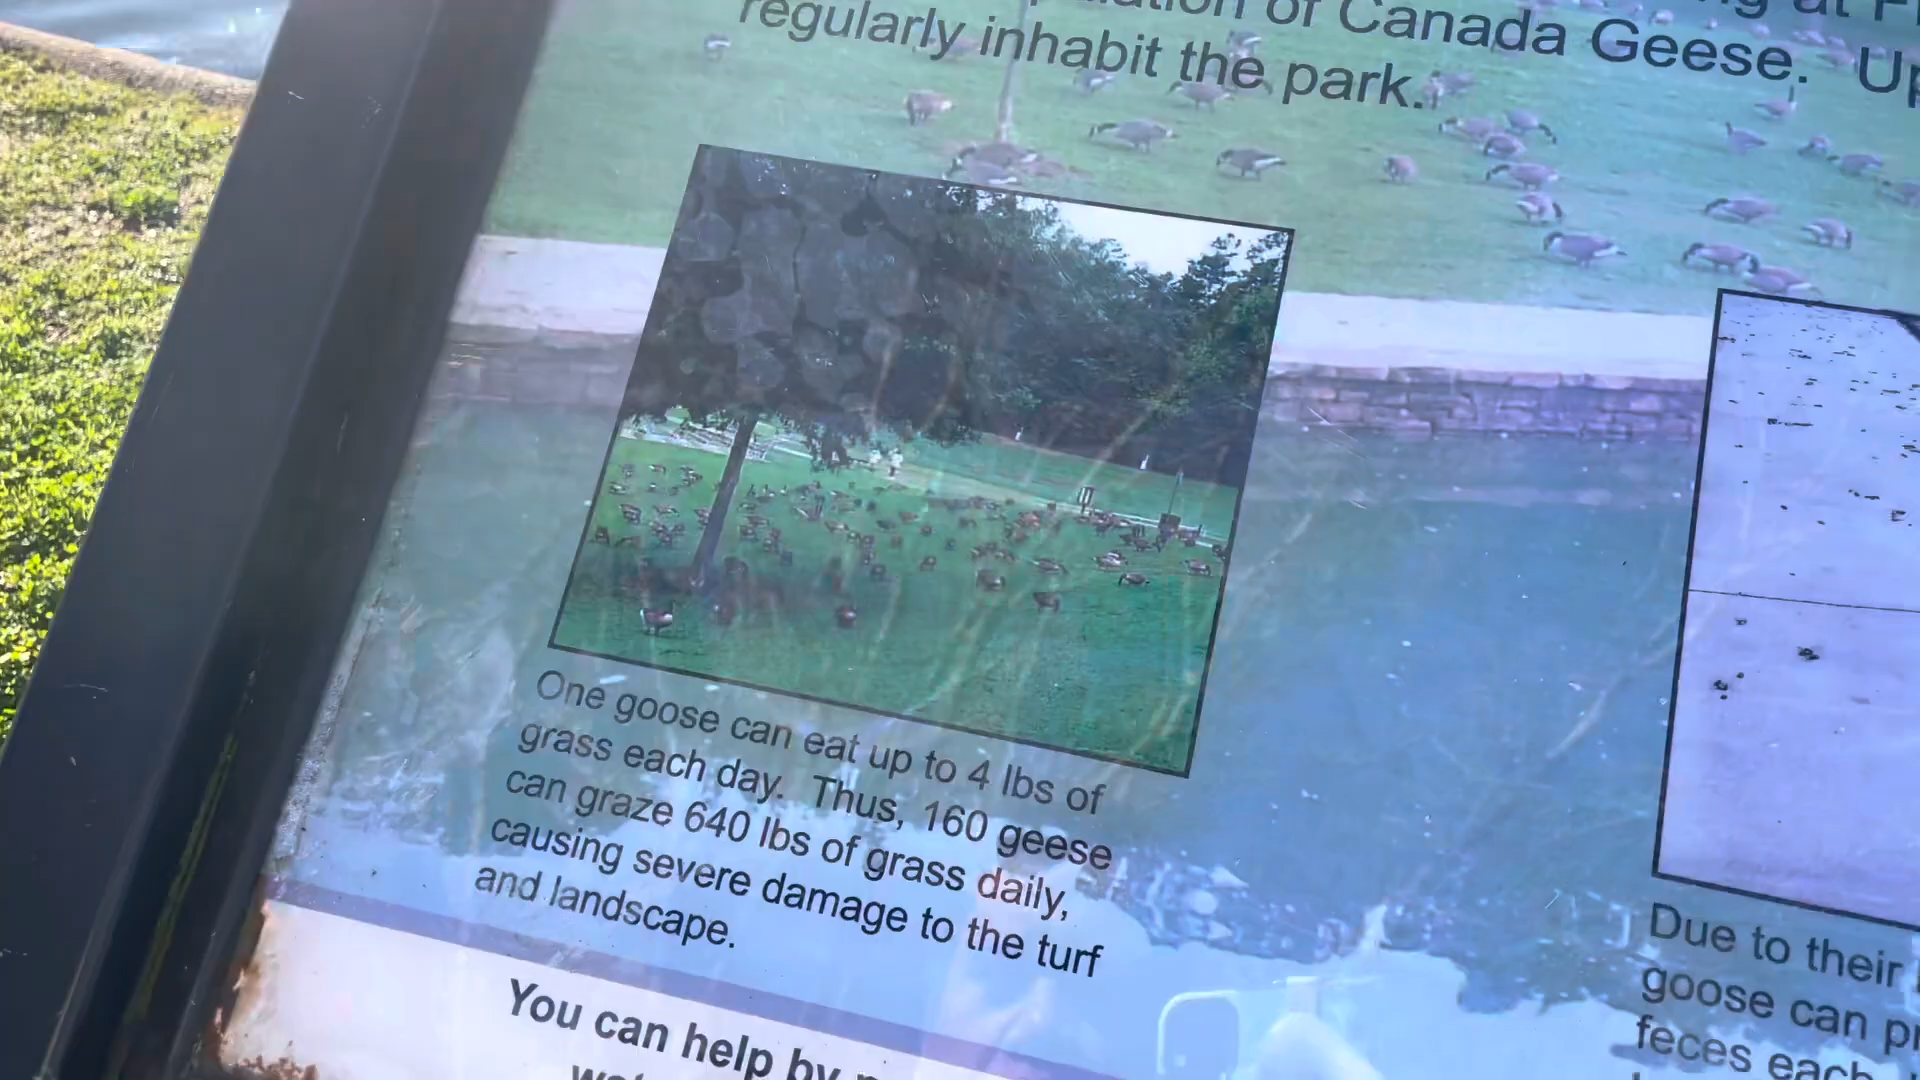 of Canada Geese.
regularly inhabit the park.
One goose can eat up to 4 lbs of
grass each day. Thus, 160 geese
can graze 640 lbs of grass daily,
causing severe damage to the turf
and landscape.
Due to their
goose can
feces each
You can help by